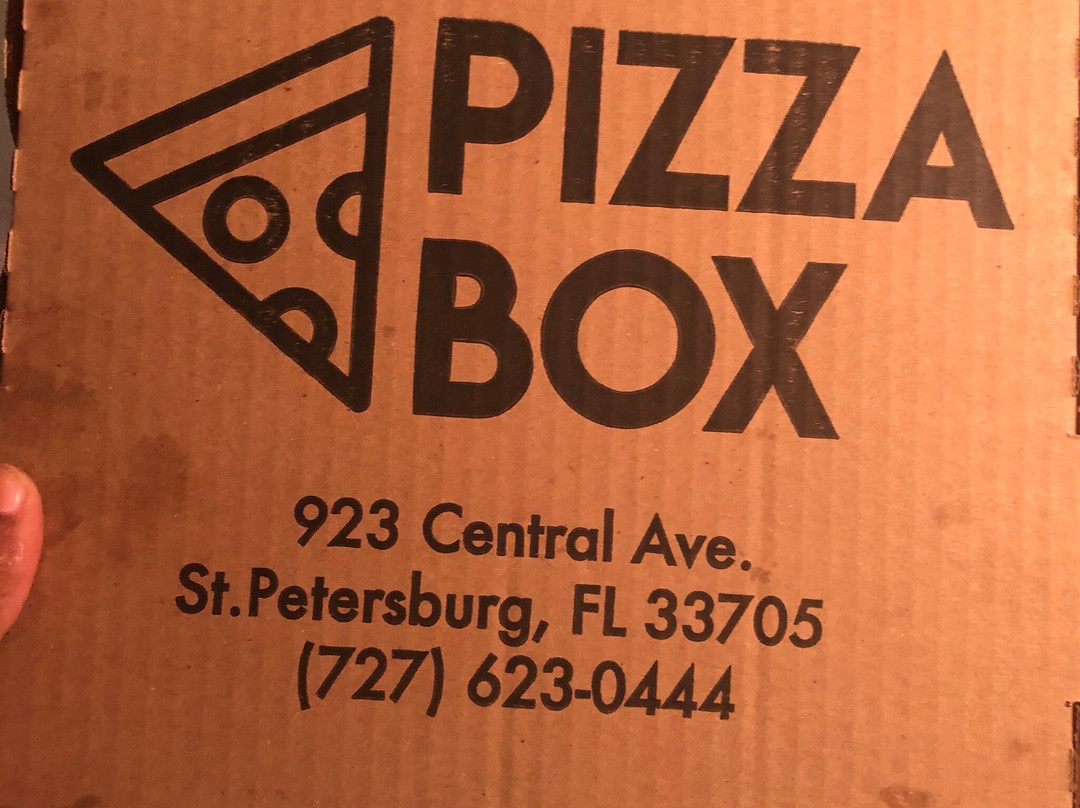 PIZZA
BOX
923 Central Ave.
St. Petersburg, FL 33705
(727) 623-0444